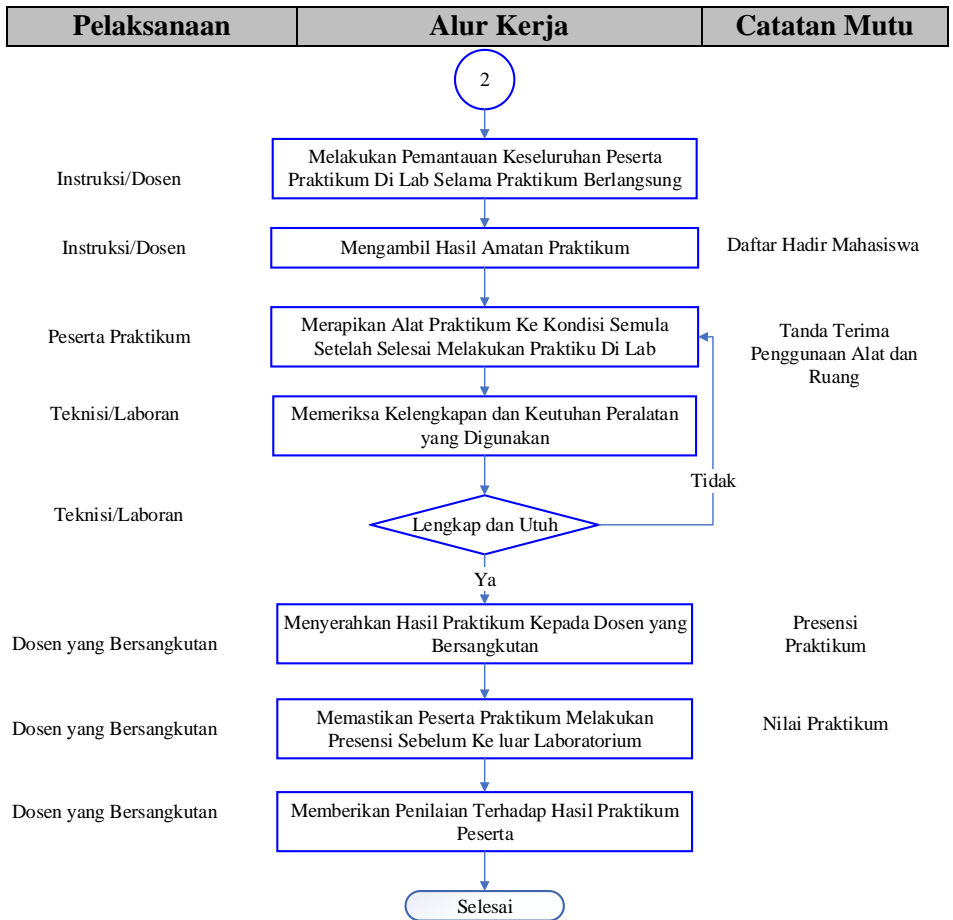 Pelaksanaan
Alur Kerja
Catatan Mutu
2
Instruksi/Dosen
Melakukan Pemantauan Keseluruhan Peserta
Praktikum Di Lab Selama Praktikum Berlangsung
Instruksi/Dosen
Mengambil Hasil Amatan Praktikum
Daftar Hadir Mahasiswa
Peserta Praktikum
Merapikan Alat Praktikum Ke Kondisi Semula
Setelah Selesai Melakukan Praktiku Di Lab
Tanda Terima
Penggunaan Alat dan
Ruang
Teknisi/Laboran
Memeriksa Kelengkapan dan Keutuhan Peralatan
yang Digunakan
Tidak
Teknisi/Laboran
Lengkap dan Utuh
Ya
Dosen yang Bersangkutan
Menyerahkan Hasil Praktikum Kepada Dosen yang
Bersangkutan
Presensi
Praktikum
Dosen yang Bersangkutan
Memastikan Peserta Praktikum Melakukan
Presensi Sebelum Ke luar Laboratorium
Nilai Praktikum
Dosen yang Bersangkutan
Memberikan Penilaian Terhadap Hasil Praktikum
Peserta
Selesai